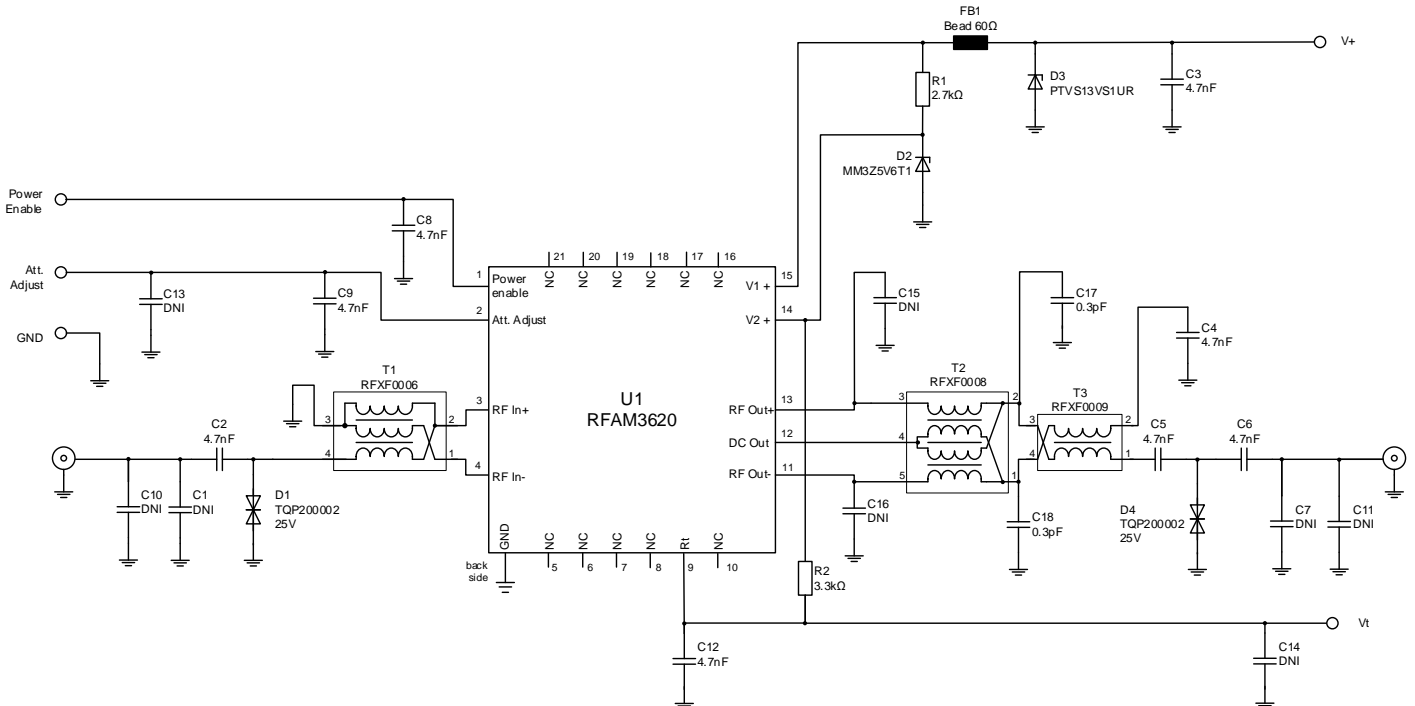 FB1
Bead 60Ω
V+
R1
2.7kΩ
D3
PTVS13VS1UR
C3
4.7nF
D2
MM3Z5V6T1
Power
Enable
C8
4.7nF
Att.
Adjust
C13
DNI
C9
4.7nF
GND
21 20 19 18 17 16
NC NC NC NC NC NC
1 Power
enable
2 Att. Adjust
3 RF In+
4 RF In-
V1 + 15
V2 + 14
RF Out+ 13
DC Out 12
RF Out- 11
U1
RFAM3620
GND NC NC NC NC Rt NC
back
side
5 6 7 8 9 10
T1
RFXF0006
3 2
4 1
C2
4.7nF
C10
DNI
C1
DNI
D1
TQP200002
25V
C15
DNI
C17
0.3pF
C4
4.7nF
T2
RFXF0008
3 2
4
5 1
T3
RFXF0009
3 2
4 1
C5
4.7nF
C6
4.7nF
C16
DNI
C18
0.3pF
D4
TQP200002
25V
C7
DNI
C11
DNI
R2
3.3kΩ
Vt
C12
4.7nF
C14
DNI